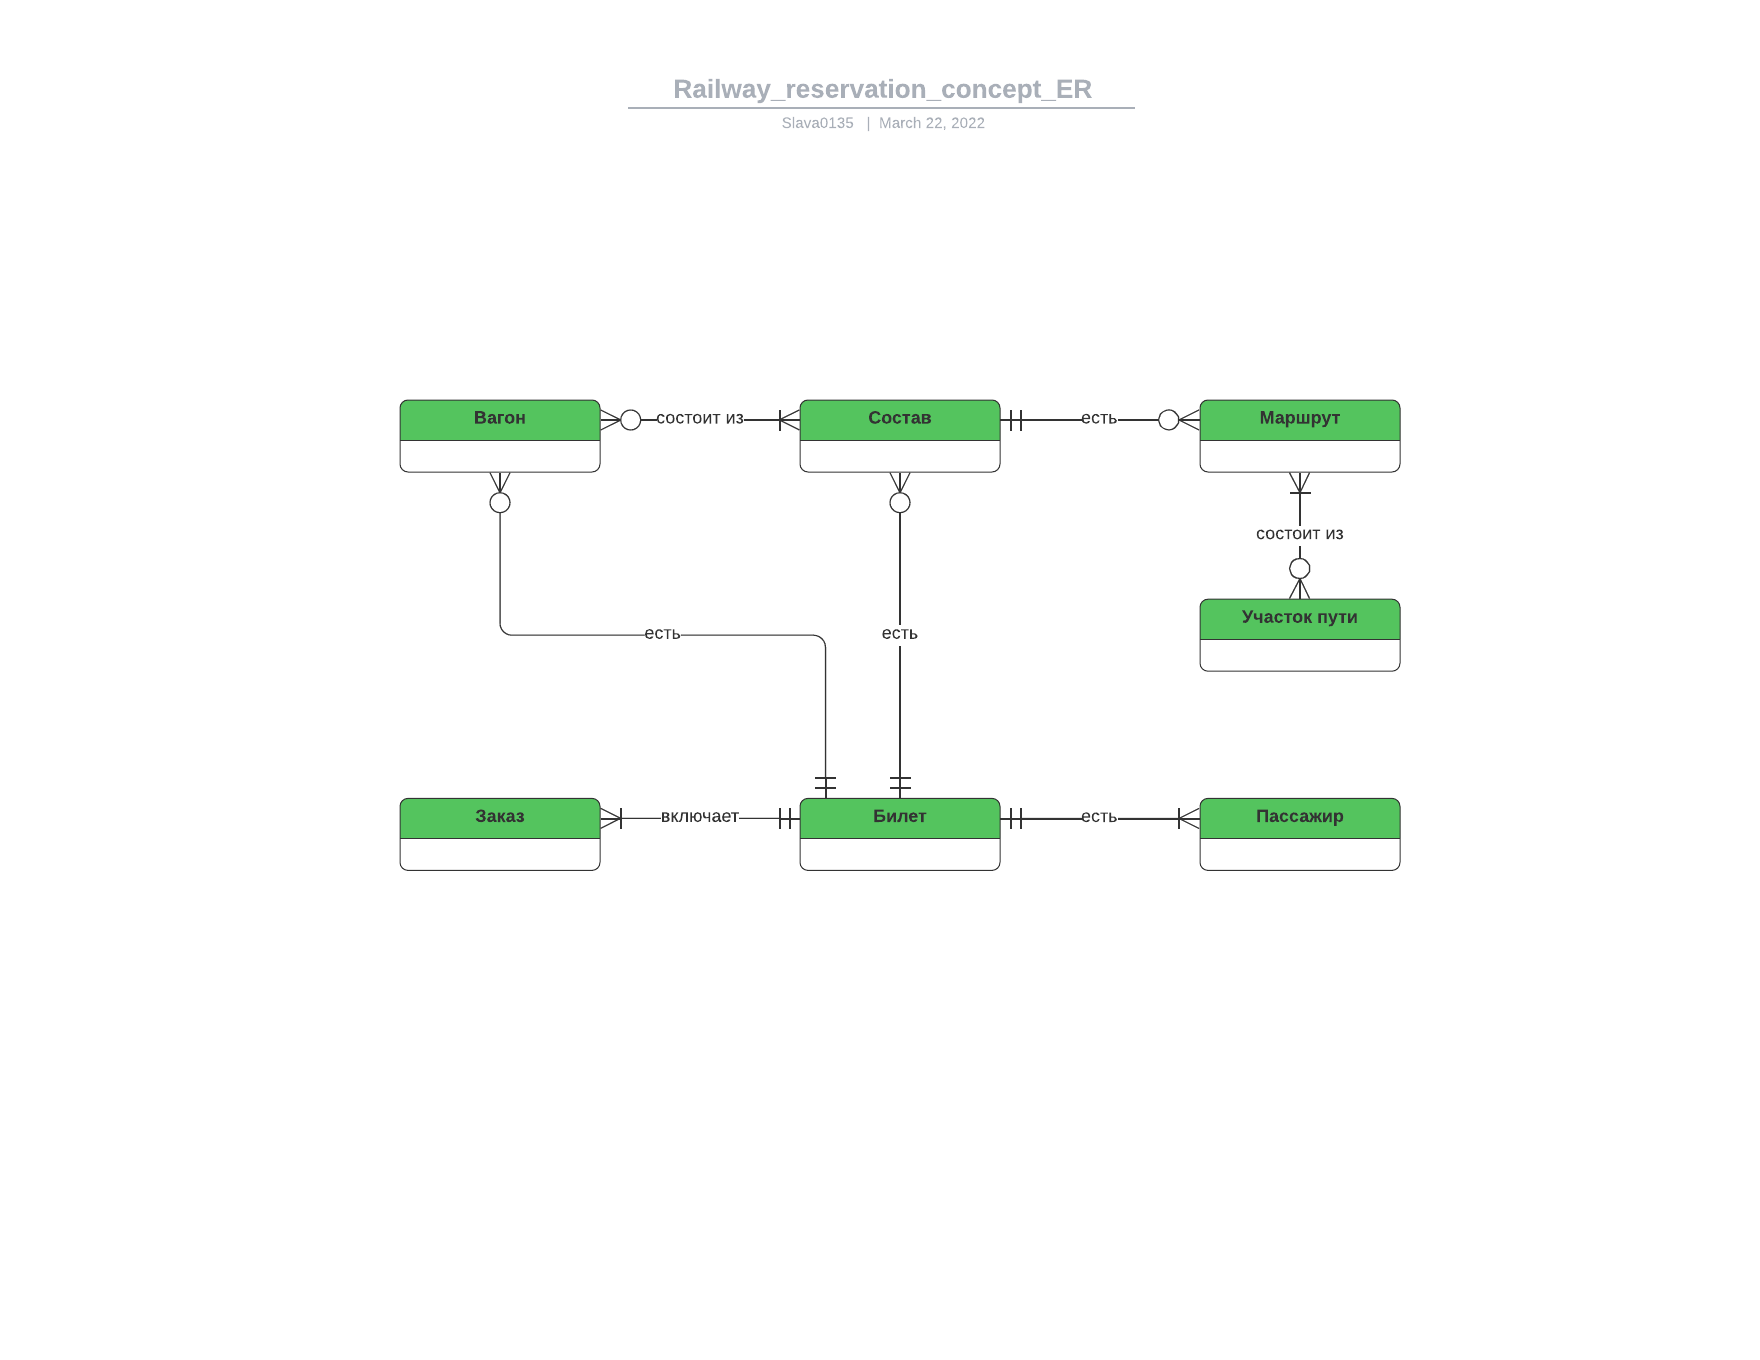 Railway_reservation_concept_ER
Slava0135 | March 22, 2022
Вагон
состоит из
Состав
есть
Маршрут
состоит из
Участок пути
есть
есть
Заказ
включает
Билет
есть
Пассажир